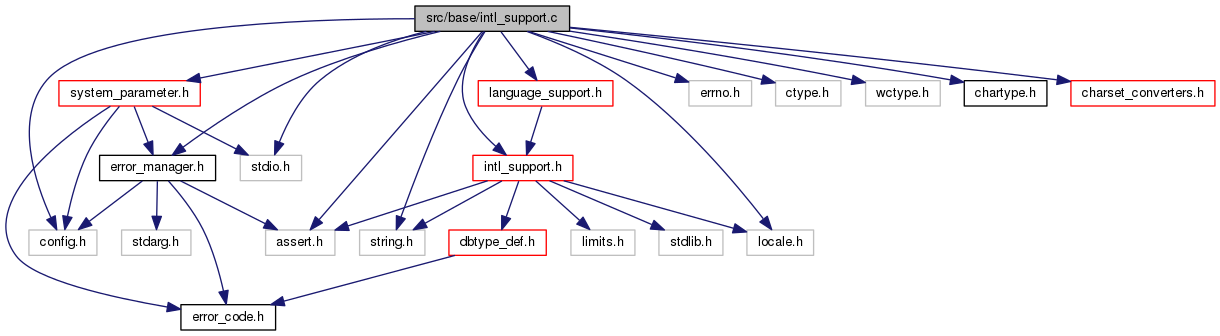 src/base/intl_support.c
system_parameter.h
language_support.h
errno.h
ctype.h
wctype.h
chartype.h
charset_converters.h
error_manager.h
stdio.h
intl_support.h
config.h
stdarg.h
assert.h
string.h
dbtype_def.h
limits.h
stdlib.h
locale.h
error_code.h